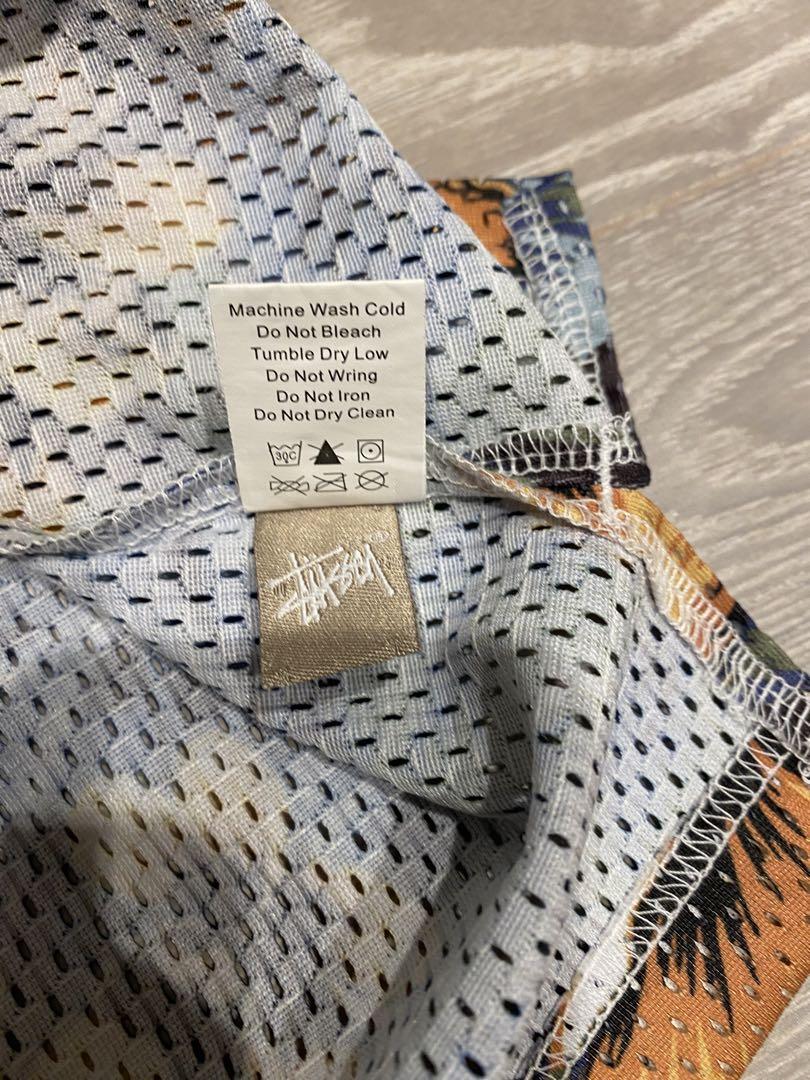 Machine Wash Cold
Do Not Bleach
Tumble Dry Low
Do Not Wring
Do Not Iron
Do Not Dry Clean
30C
Stüssy
®